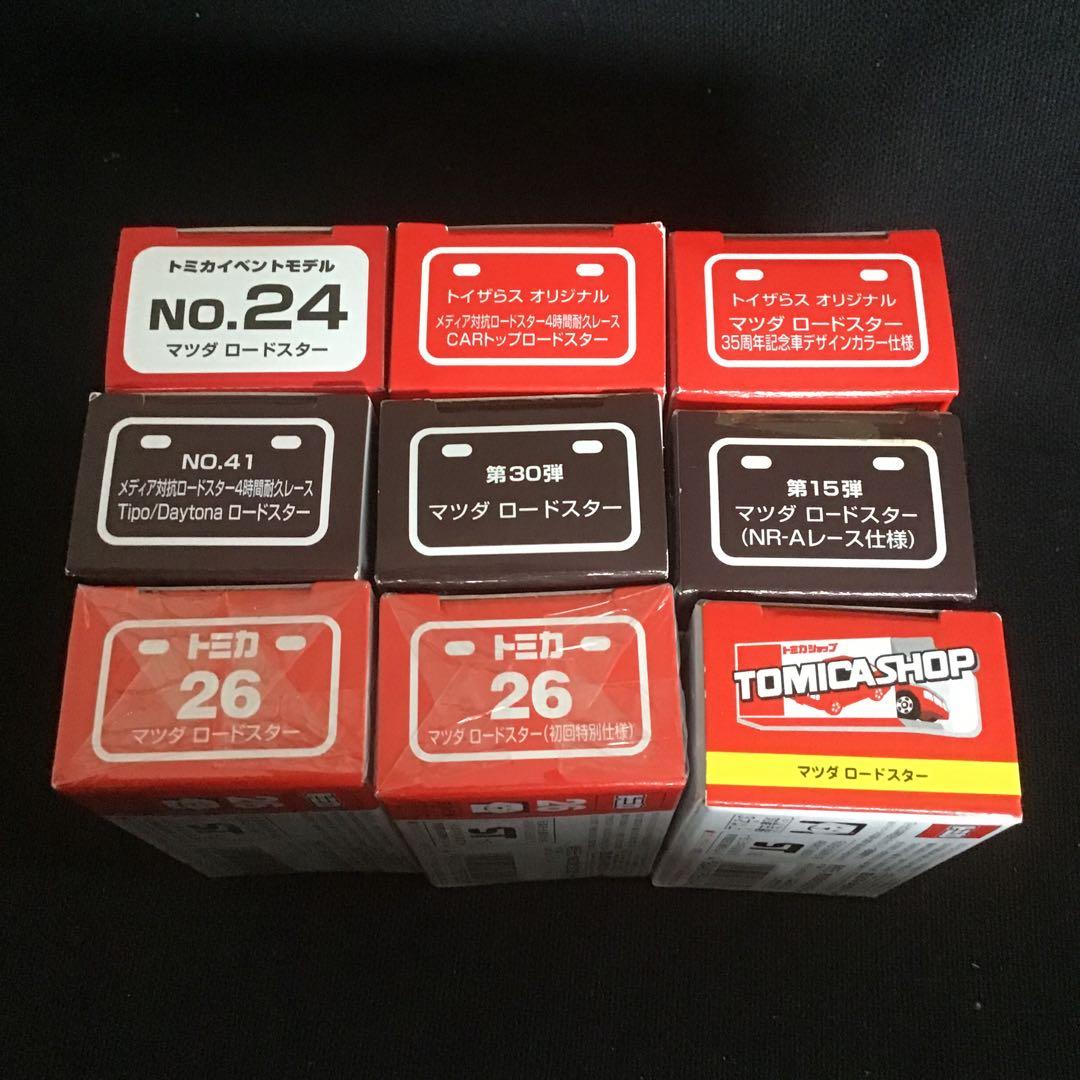 トミカイベントモデル
NO.24
マツダ ロードスター
トイザらス オリジナル
メディア対抗ロードスター4時間耐久レース
CARトップロードスター
トイザらス オリジナル
マツダ ロードスター
35周年記念車デザインカラー仕様
NO.41
メディア対抗ロードスター4時間耐久レース
Tipo/Daytona ロードスター
第30弾
マツダ ロードスター
第15弾
マツダ ロードスター
(NR-Aレース仕様)
トミカ
26
マツダ ロードスター
トミカ
26
マツダ ロードスター(初回特別仕様)
トミカショップ
TOMICASHOP
マツダ ロードスター